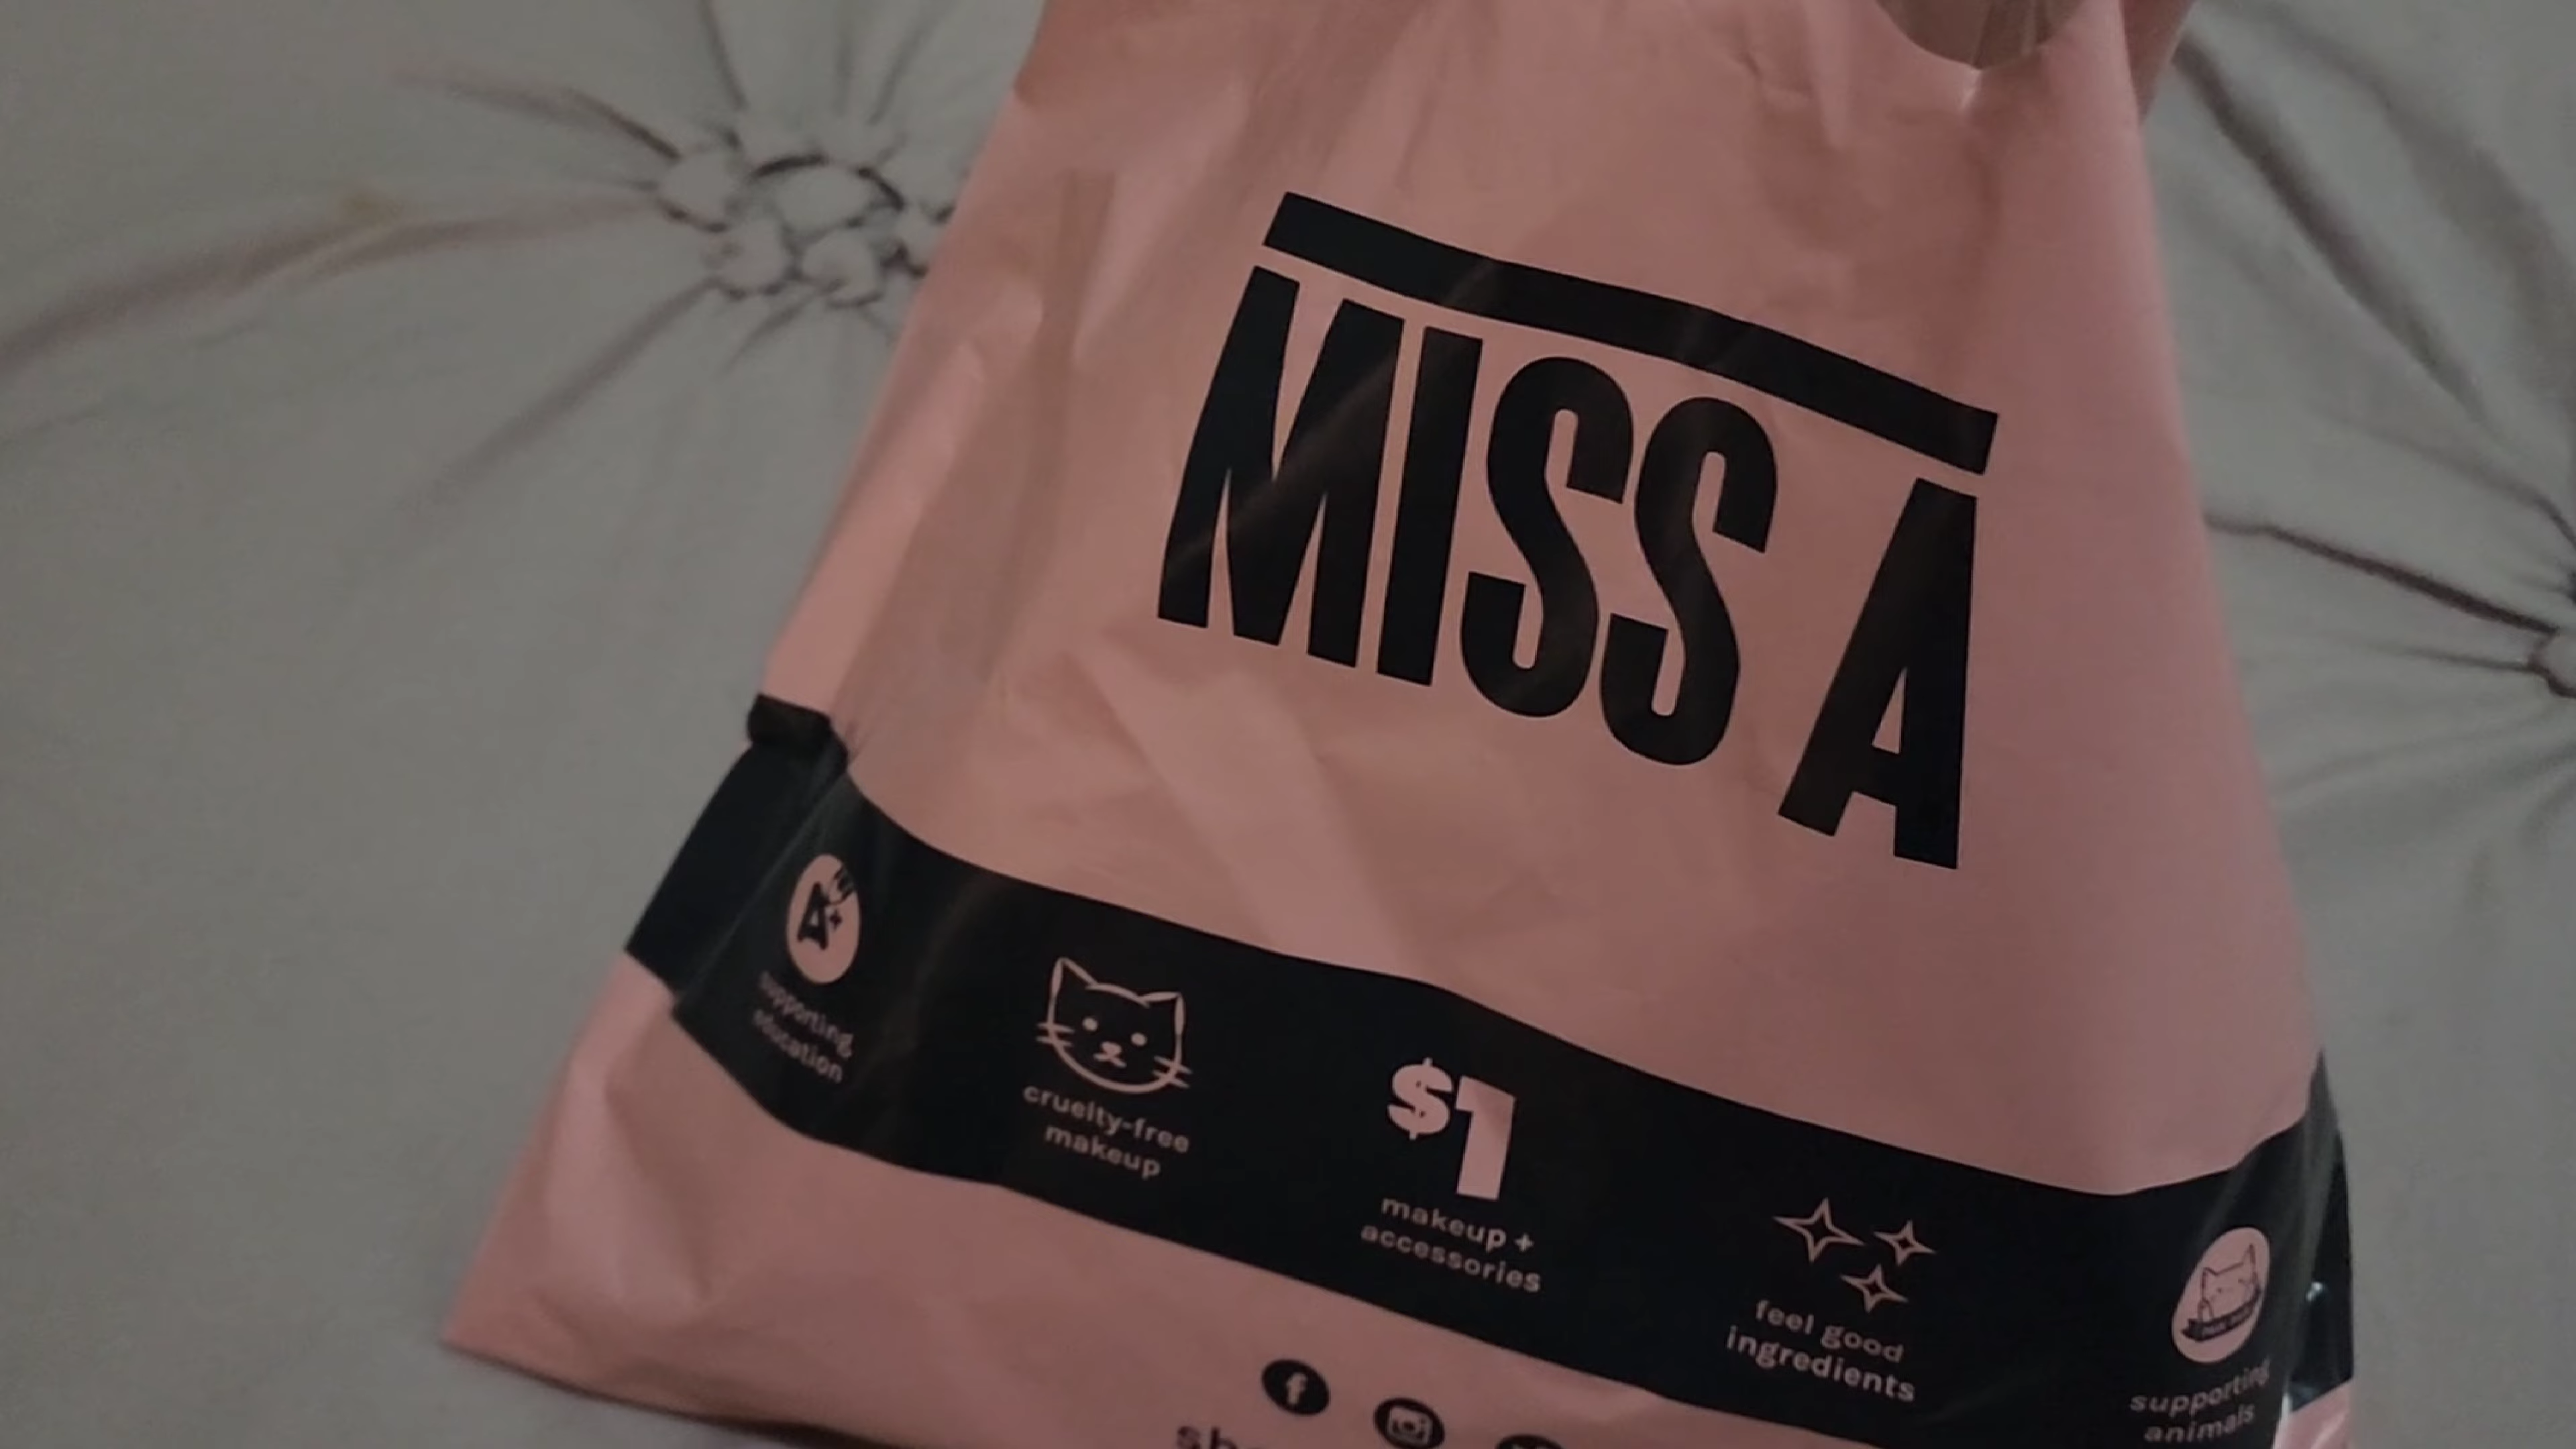 MISS A
A+
supporting
education
cruelty-free
makeup
$1
makeup +
accessories
feel good
ingredients
supporting
animals
f